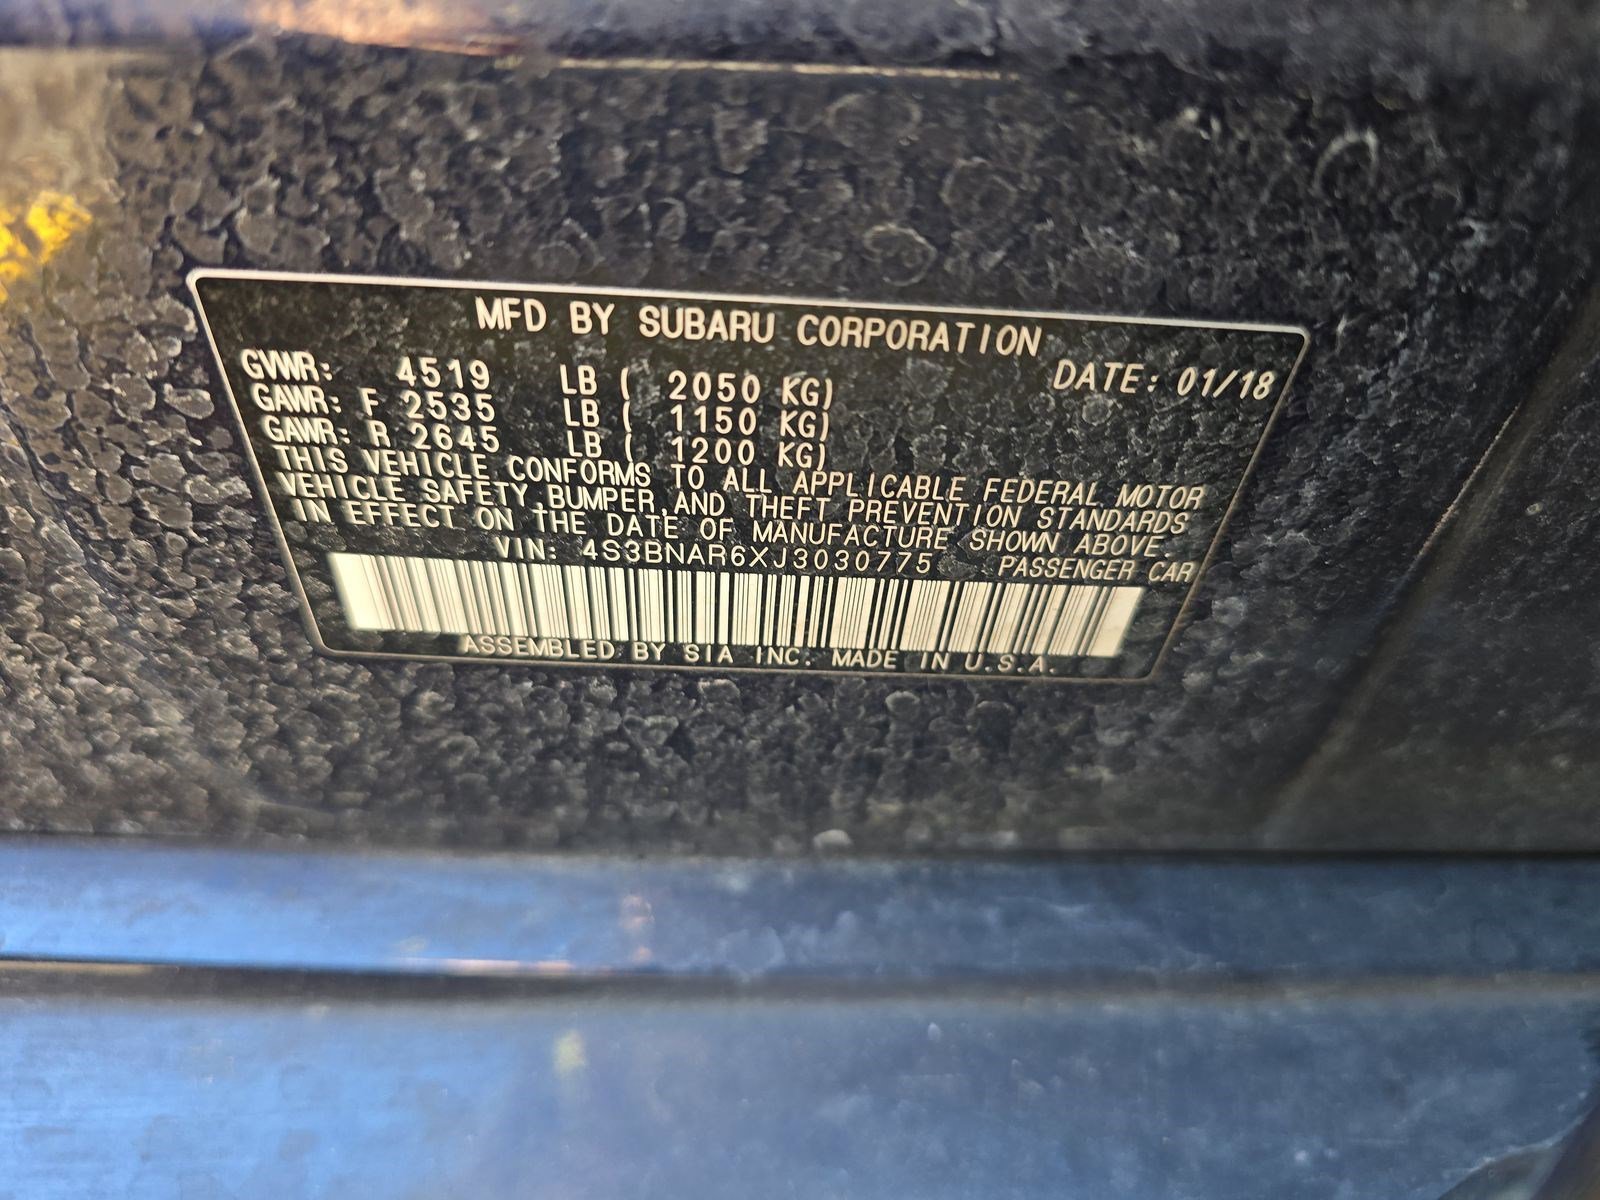 MFD BY SUBARU CORPORATION
GVWR: 4519 LB ( 2050 KG) DATE: 01/18
GAWR: F 2535 LB ( 1150 KG)
GAWR: R 2645 LB ( 1200 KG)
THIS VEHICLE CONFORMS TO ALL APPLICABLE FEDERAL MOTOR
VEHICLE SAFETY,BUMPER,AND THEFT PREVENTION STANDARDS
IN EFFECT ON THE DATE OF MANUFACTURE SHOWN ABOVE.
VIN: 4S3BNAR6XJ3030775 PASSENGER CAR
ASSEMBLED BY SIA INC. MADE IN U.S.A.